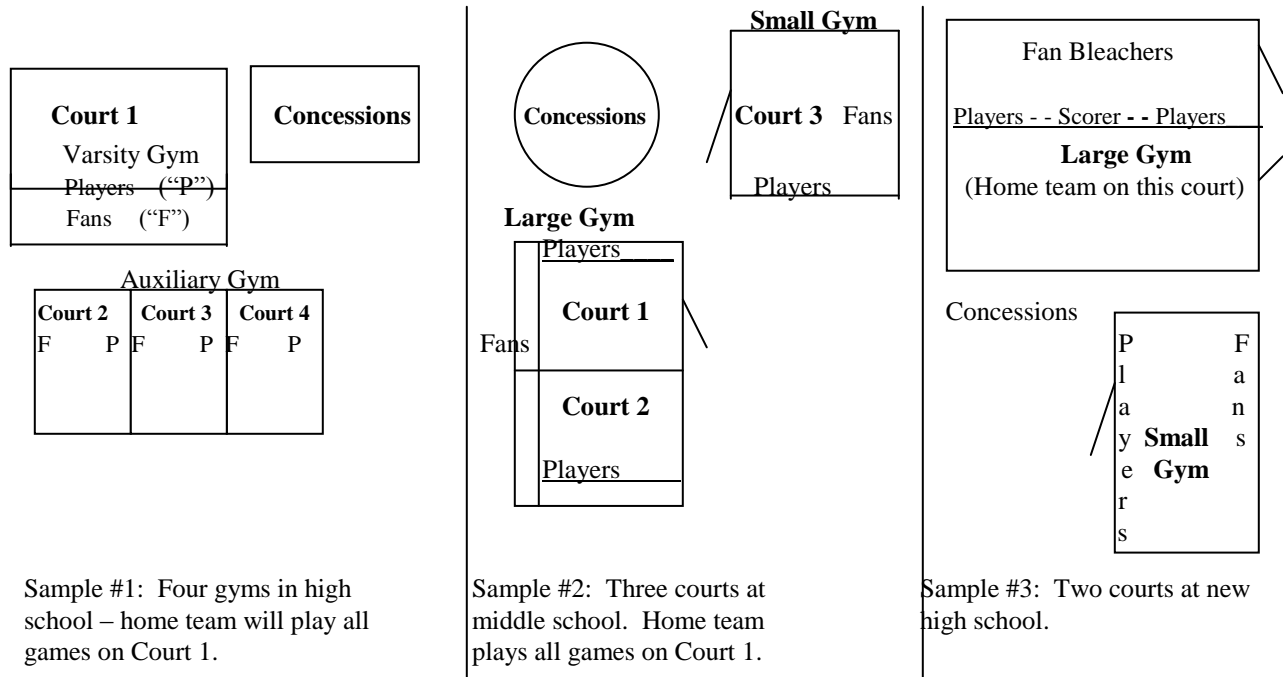 Court 1
Varsity Gym
Players ("P")
Fans ("F")
Concessions
Auxiliary Gym
Court 2 Court 3 Court 4
F P F P F P
Sample #1: Four gyms in high
school – home team will play all
games on Court 1.
Small Gym
Concessions
Court 3 Fans
Players
Large Gym
Players
Court 1
Fans
Court 2
Players
Sample #2: Three courts at
middle school. Home team
plays all games on Court 1.
Fan Bleachers
Players - - Scorer - - Players
Large Gym
(Home team on this court)
Concessions
Players
Fans
Small
Gym
Sample #3: Two courts at new
high school.